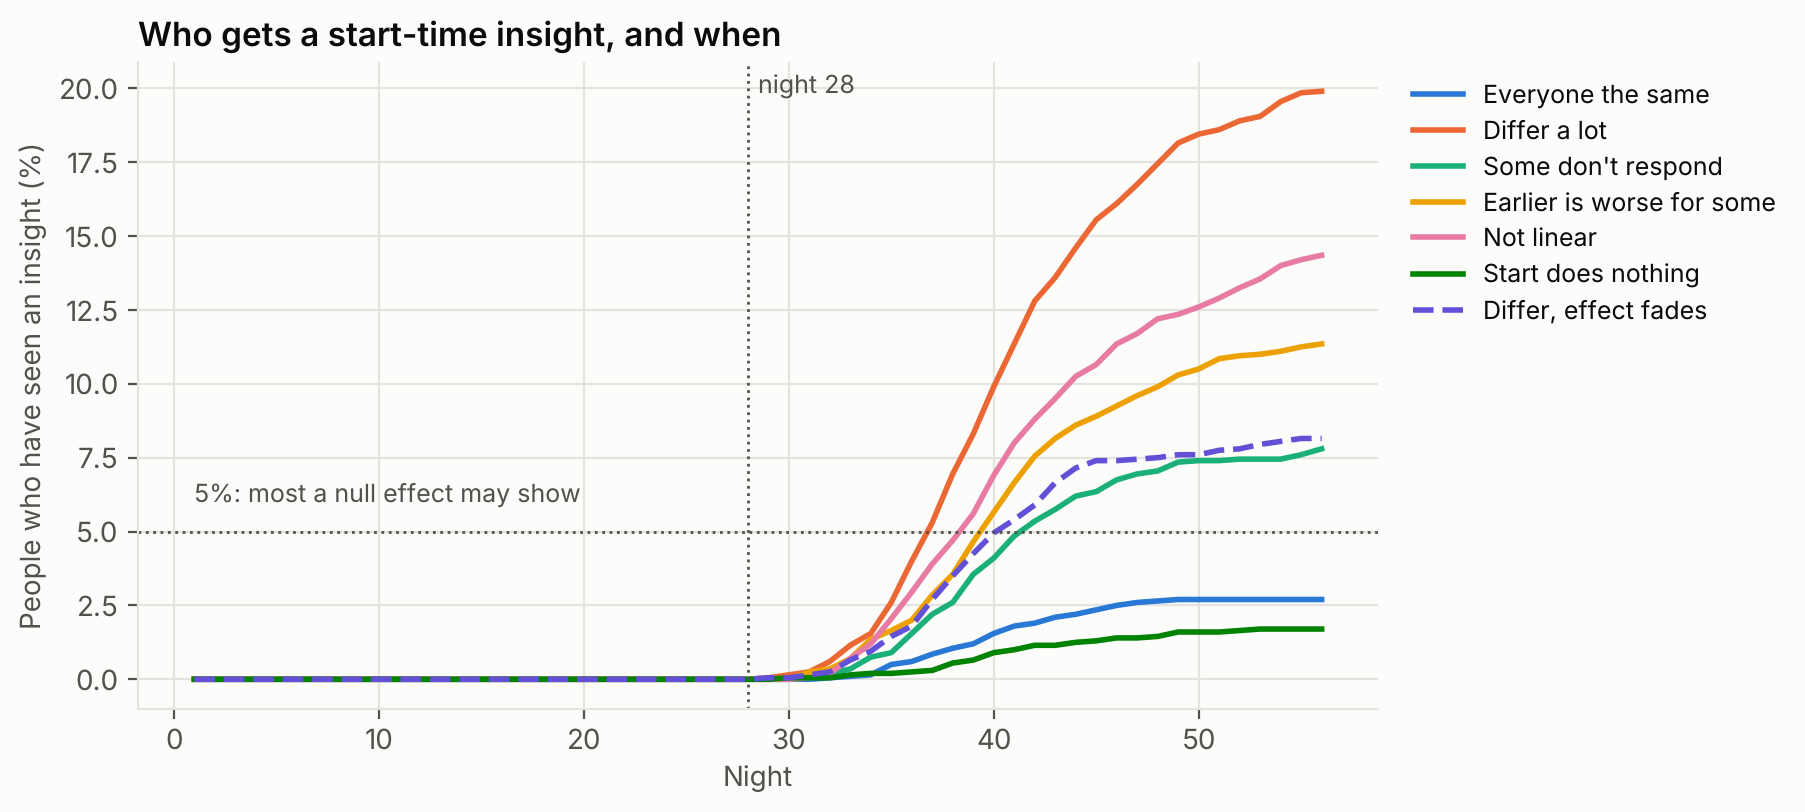 Who gets a start-time insight, and when
night 28
20.0
17.5
15.0
12.5
10.0
7.5
5.0
2.5
0.0
People who have seen an insight (%)
5%: most a null effect may show
0
10
20
30
40
50
Night
Everyone the same
Differ a lot
Some don't respond
Earlier is worse for some
Not linear
Start does nothing
Differ, effect fades